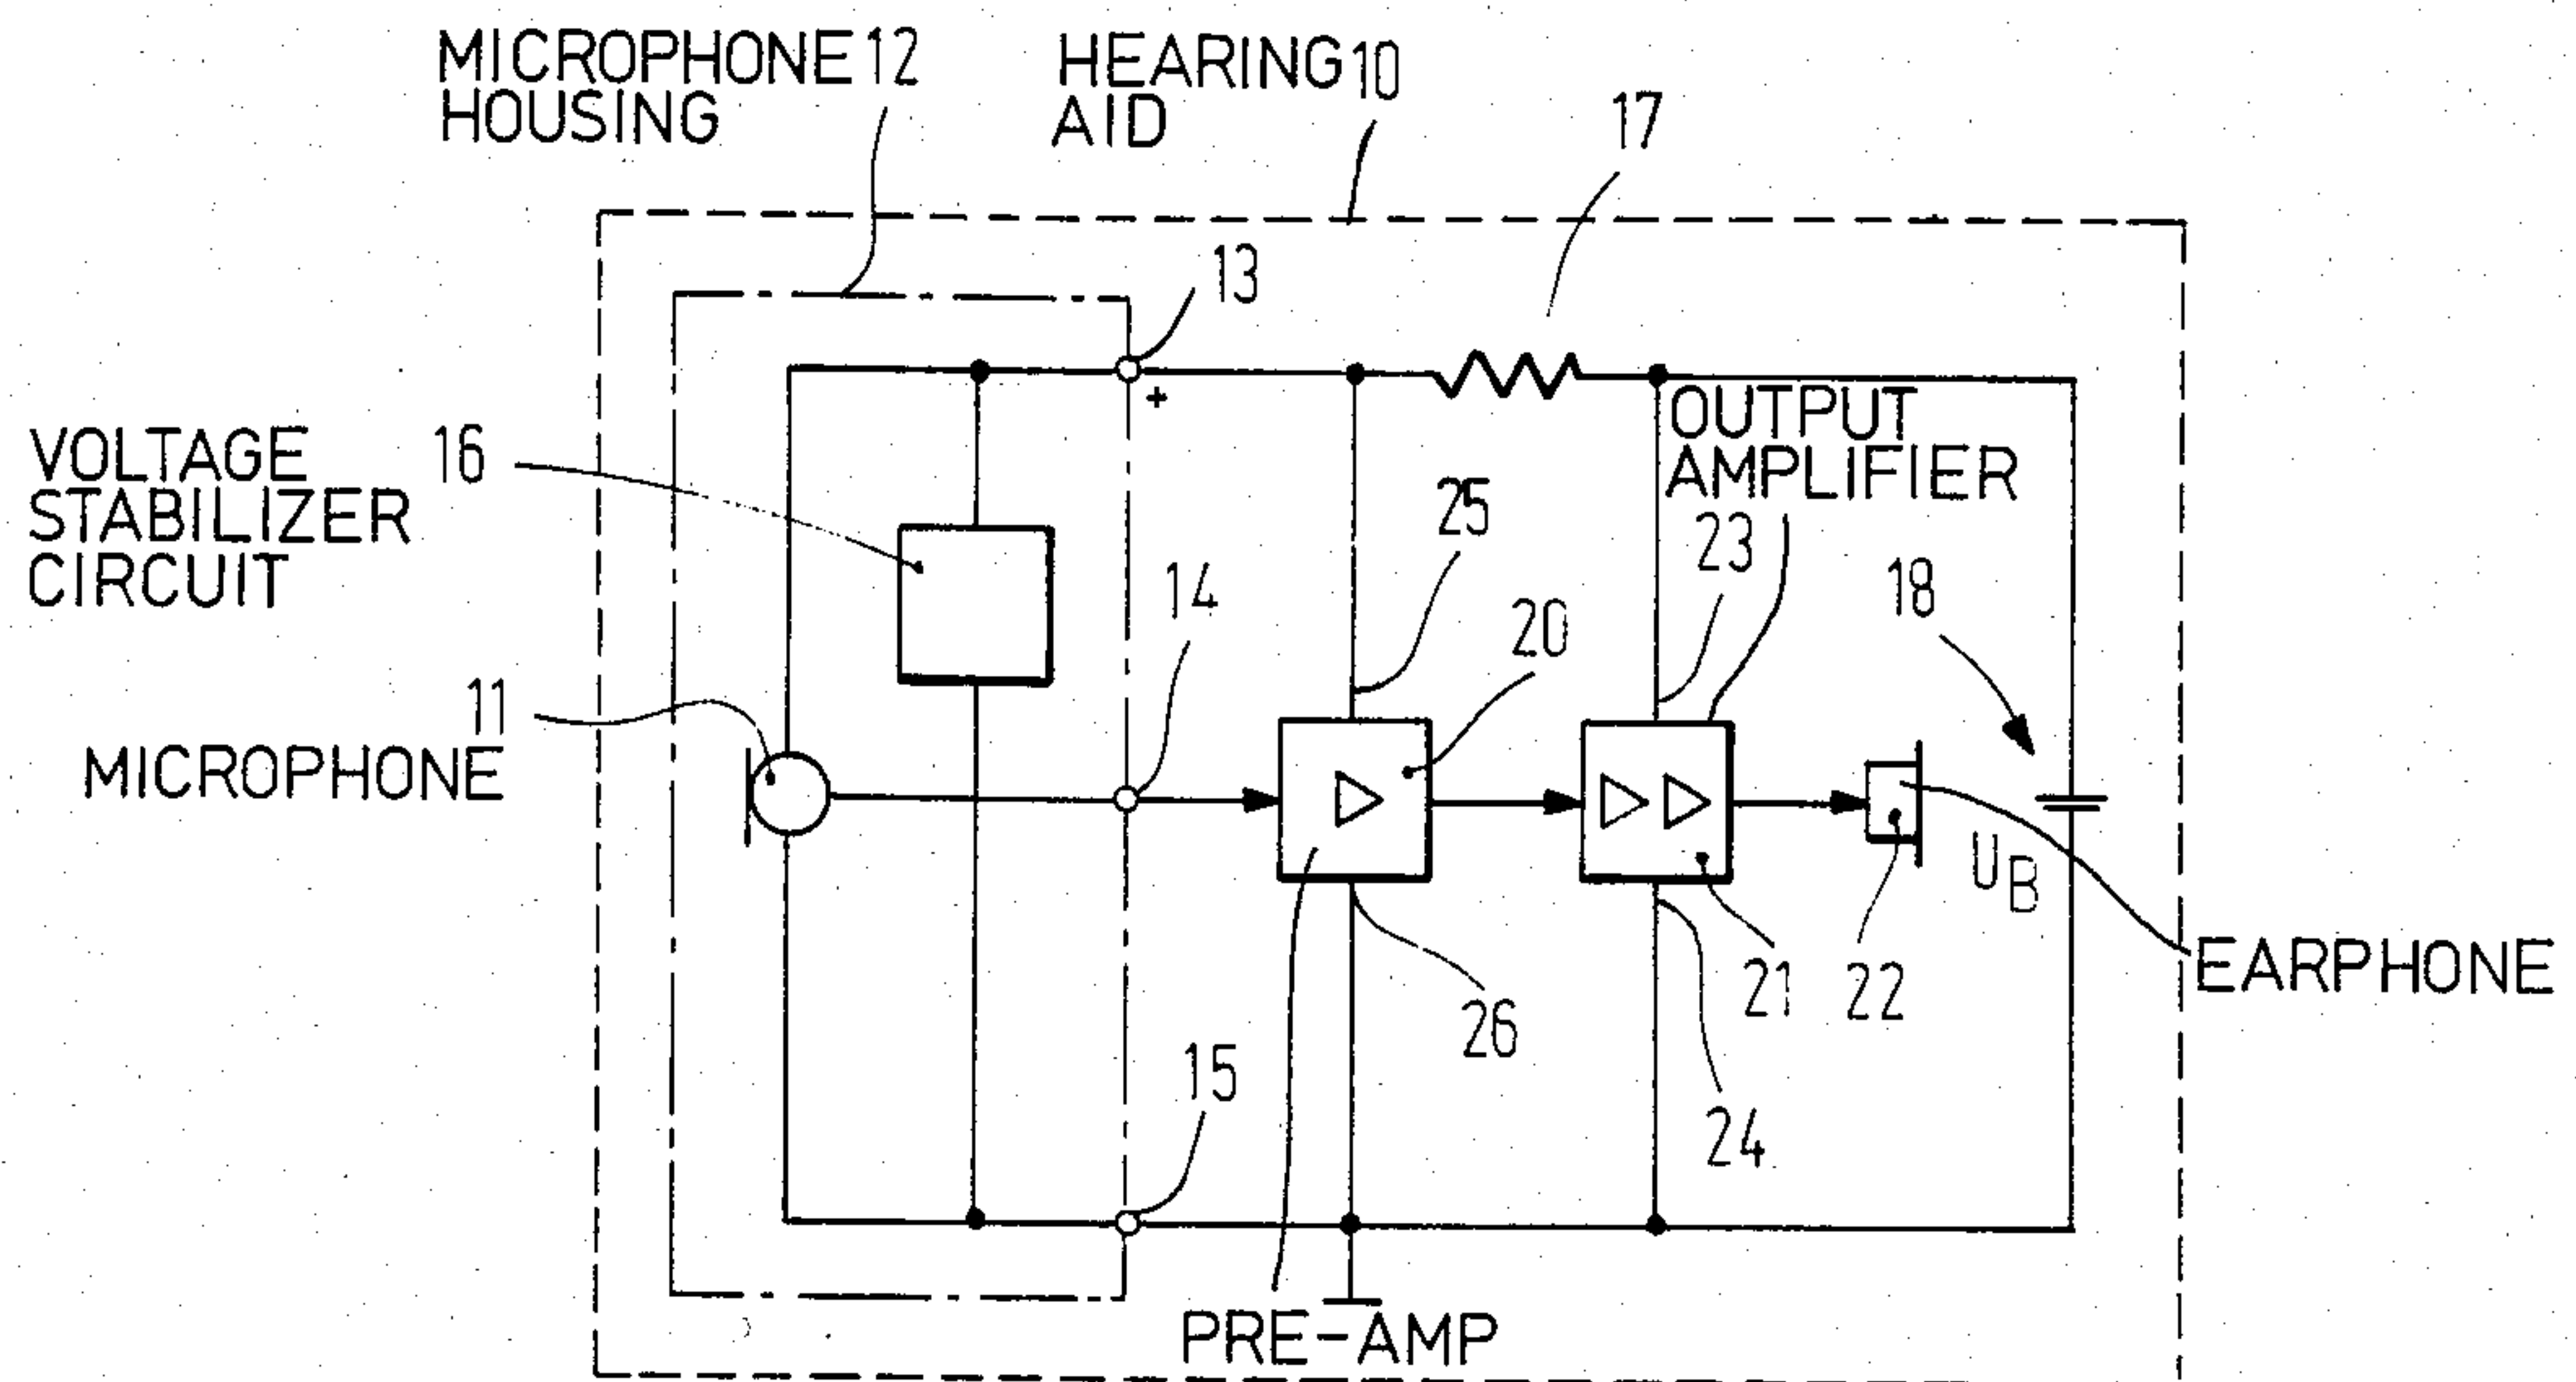 MICROPHONE 12
HOUSING
HEARING 10
AID
17
13
+
VOLTAGE 16
STABILIZER
CIRCUIT
OUTPUT
AMPLIFIER
25
23
14
18
20
11
MICROPHONE
U_B
EARPHONE
21
22
26
15
24
PRE-AMP